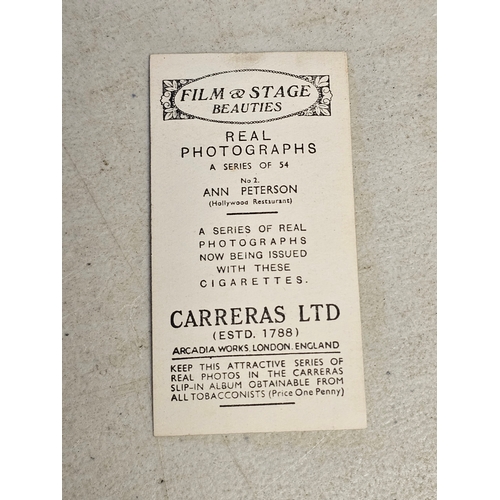 FILM & STAGE
BEAUTIES
REAL
PHOTOGRAPHS
A SERIES OF 54
No 2.
ANN PETERSON
(Hollywood Restaurant)
A SERIES OF REAL
PHOTOGRAPHS
NOW BEING ISSUED
WITH THESE
CIGARETTES.
CARRERAS LTD
(ESTD. 1788)
ARCADIA WORKS, LONDON, ENGLAND
KEEP THIS ATTRACTIVE SERIES OF
REAL PHOTOS IN THE CARRERAS
SLIP-IN ALBUM OBTAINABLE FROM
ALL TOBACCONISTS (Price One Penny)